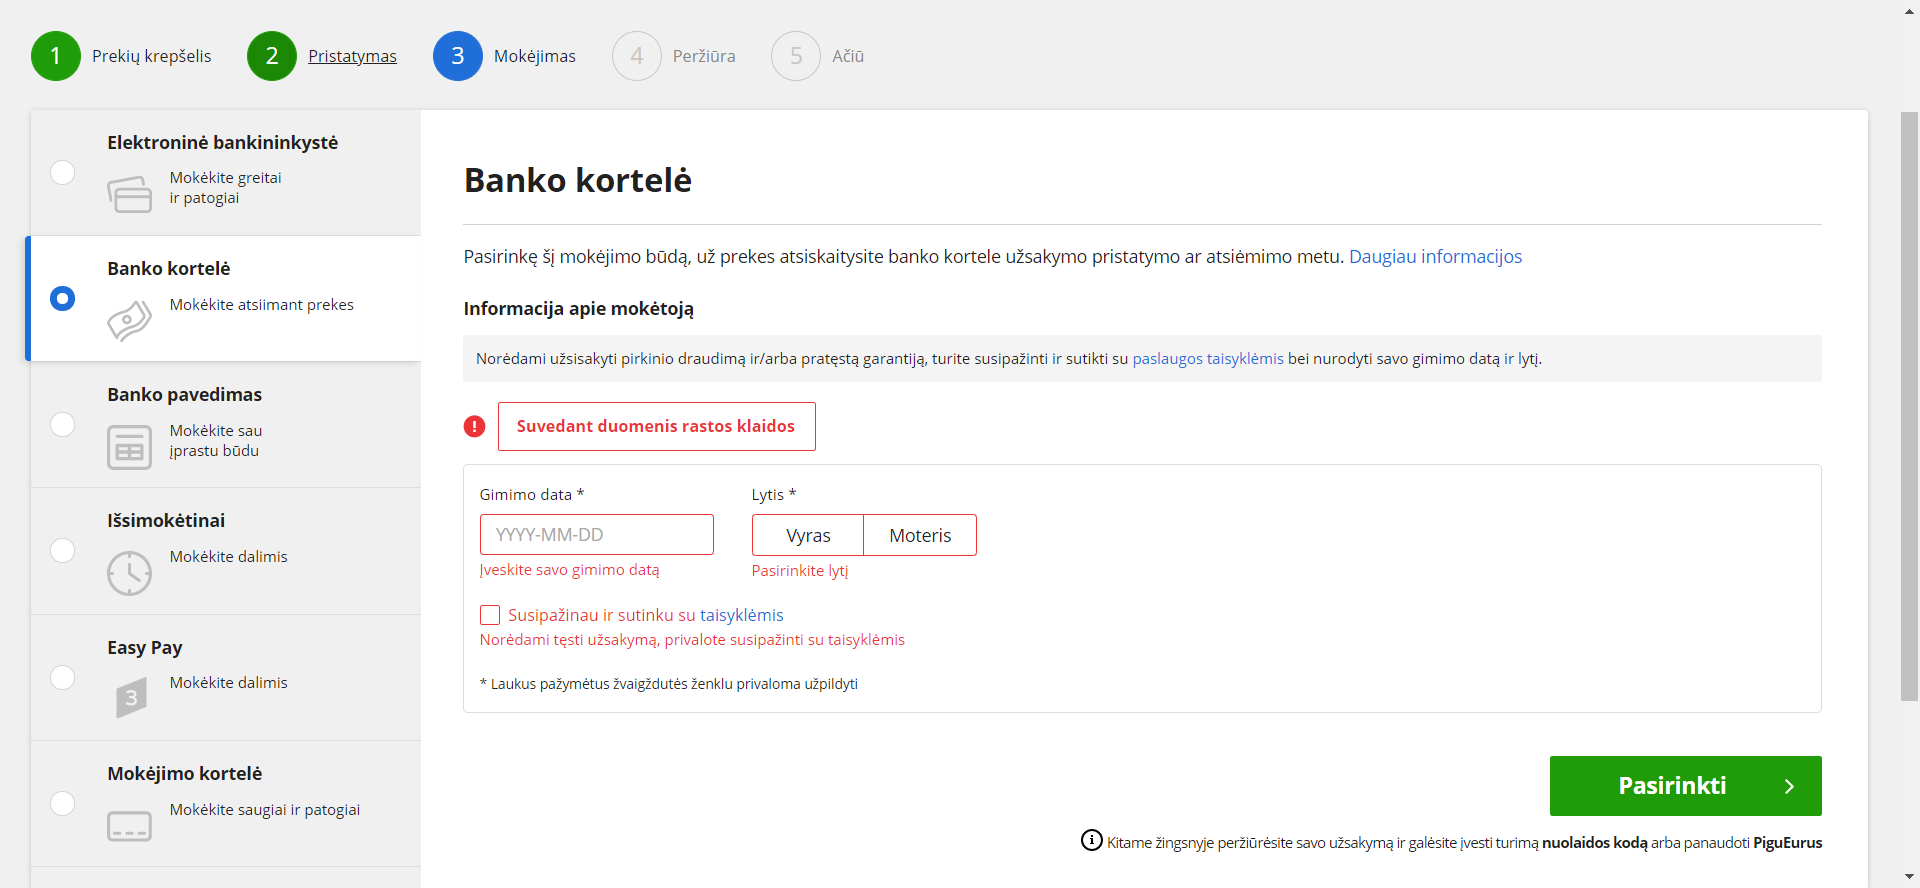 1 Prekių krepšelis 2 Pristatymas 3 Mokėjimas 4 Peržiūra 5 Ačiū
Elektroninė bankininkystė
Mokėkite greitai
ir patogiai
Banko kortelė
Mokėkite atsiimant prekes
Banko pavedimas
Mokėkite sau
įprastu būdu
Išsimokėtinai
Mokėkite dalimis
Easy Pay
3
Mokėkite dalimis
Mokėjimo kortelė
Mokėkite saugiai ir patogiai
Banko kortelė
Pasirinkę šį mokėjimo būdą, už prekes atsiskaitysite banko kortele užsakymo pristatymo ar atsiėmimo metu. Daugiau informacijos
Informacija apie mokėtoją
Norėdami užsisakyti pirkinio draudimą ir/arba pratęstą garantiją, turite susipažinti ir sutikti su paslaugos taisyklėmis bei nurodyti savo gimimo datą ir lytį.
! Suvedant duomenis rastos klaidos
Gimimo data * Lytis *
YYYY-MM-DD Vyras Moteris
Įveskite savo gimimo datą Pasirinkite lytį
Susipažinau ir sutinku su taisyklėmis
Norėdami tęsti užsakymą, privalote susipažinti su taisyklėmis
* Laukus pažymėtus žvaigždutės ženklu privaloma užpildyti
Pasirinkti
i Kitame žingsnyje peržiūrėsite savo užsakymą ir galėsite įvesti turimą nuolaidos kodą arba panaudoti PiguEurus